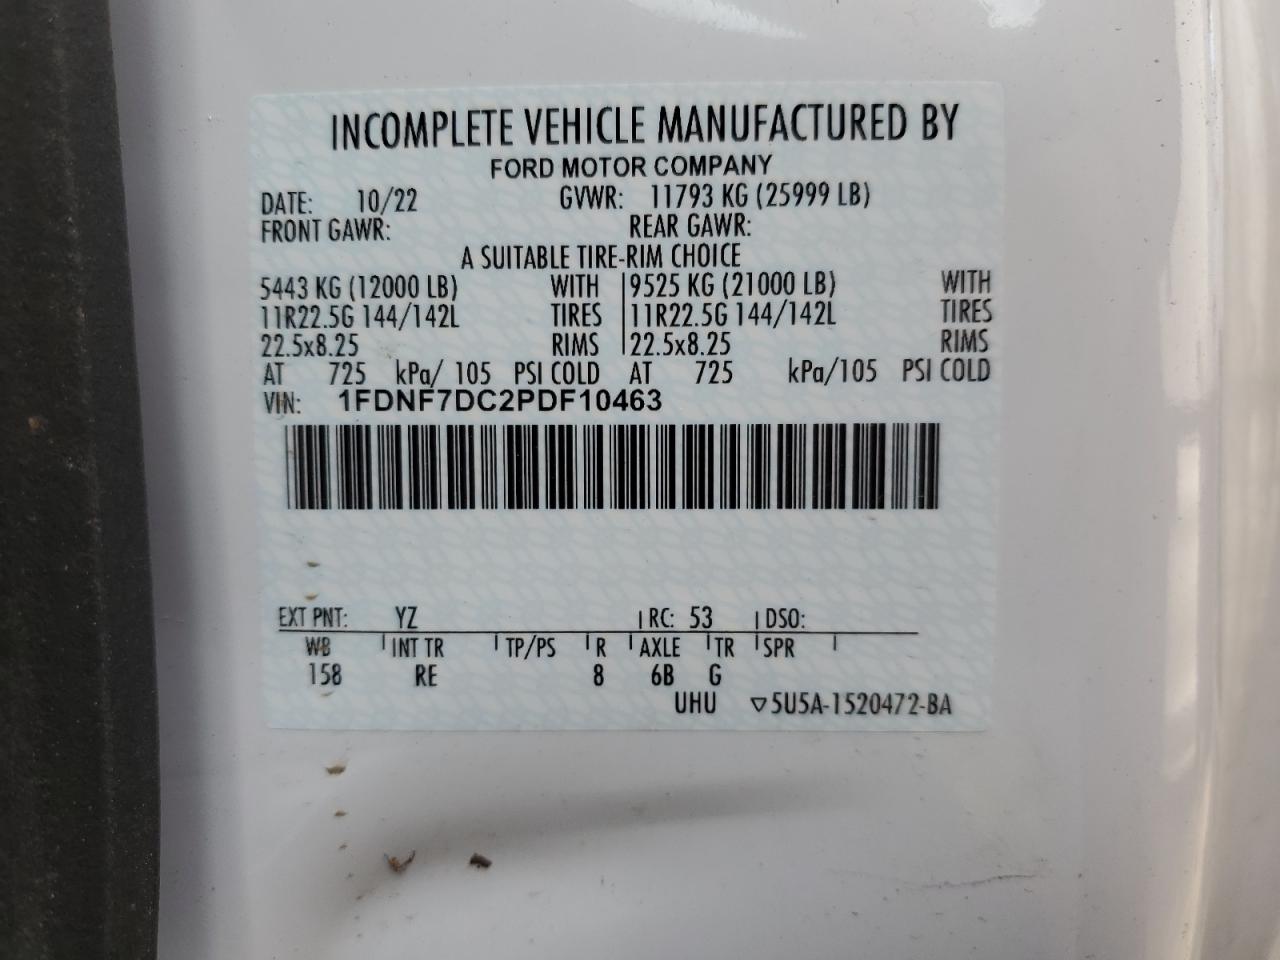 INCOMPLETE VEHICLE MANUFACTURED BY
FORD MOTOR COMPANY
DATE: 10/22 GVWR: 11793 KG (25999 LB)
FRONT GAWR: REAR GAWR:
A SUITABLE TIRE-RIM CHOICE
5443 KG (12000 LB) WITH 9525 KG (21000 LB) WITH
11R22.5G 144/142L TIRES 11R22.5G 144/142L TIRES
22.5x8.25 RIMS 22.5x8.25 RIMS
AT 725 kPa/ 105 PSI COLD AT 725 kPa/105 PSI COLD
VIN: 1FDNF7DC2PDF10463
EXT PNT: YZ RC: 53 DSO:
WB INT TR TP/PS R AXLE TR SPR
158 RE 8 6B G
UHU ▽5U5A-1520472-BA